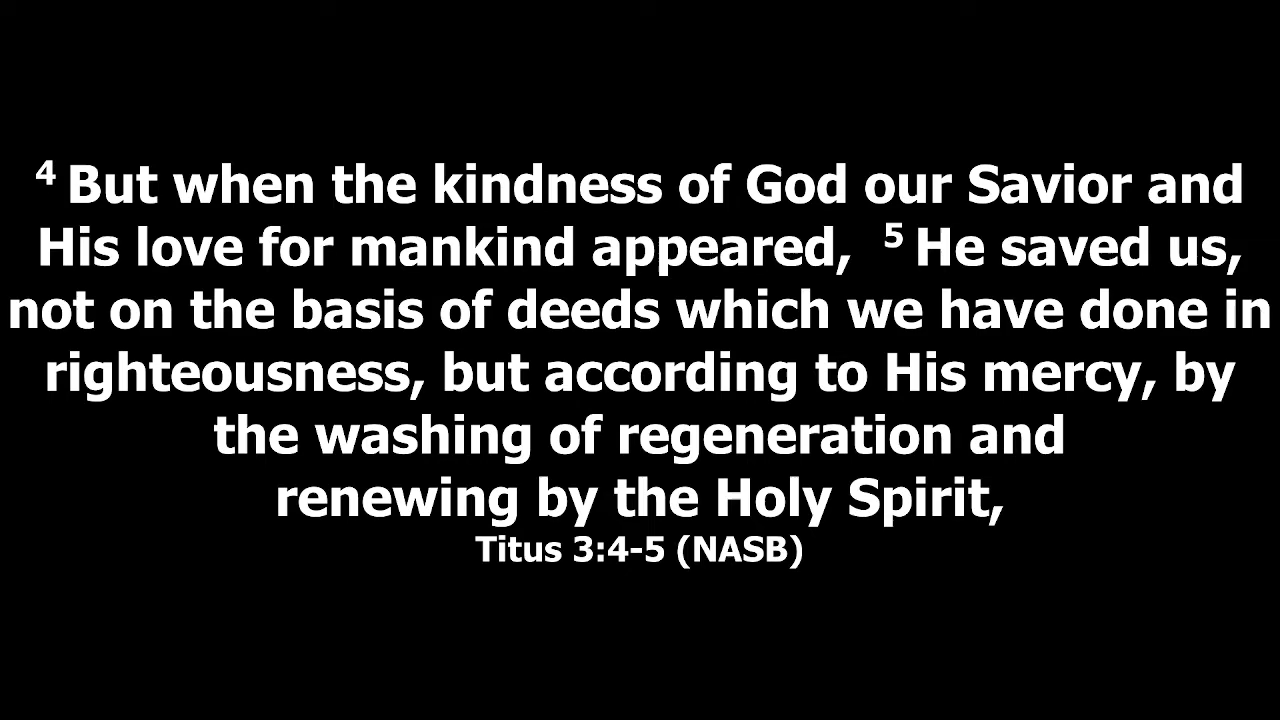 4 But when the kindness of God our Savior and
His love for mankind appeared, 5 He saved us,
not on the basis of deeds which we have done in
righteousness, but according to His mercy, by
the washing of regeneration and
renewing by the Holy Spirit,
Titus 3:4-5 (NASB)